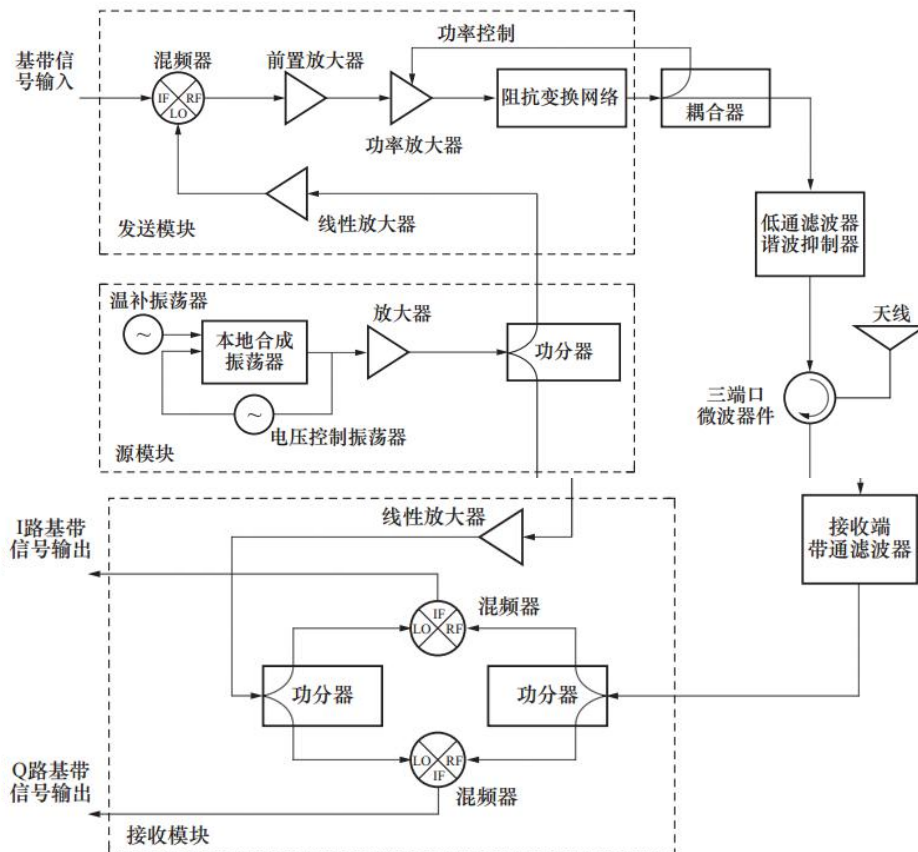 基带信
号输入
混频器
IF
RF
LO
前置放大器
功率控制
功率放大器
阻抗变换网络
耦合器
线性放大器
发送模块
低通滤波器
谐波抑制器
天线
三端口
微波器件
温补振荡器
~
本地合成
振荡器
放大器
功分器
~
电压控制振荡器
源模块
I路基带
信号输出
线性放大器
接收端
带通滤波器
混频器
IF
LO
RF
功分器
功分器
LO
RF
IF
混频器
Q路基带
信号输出
接收模块